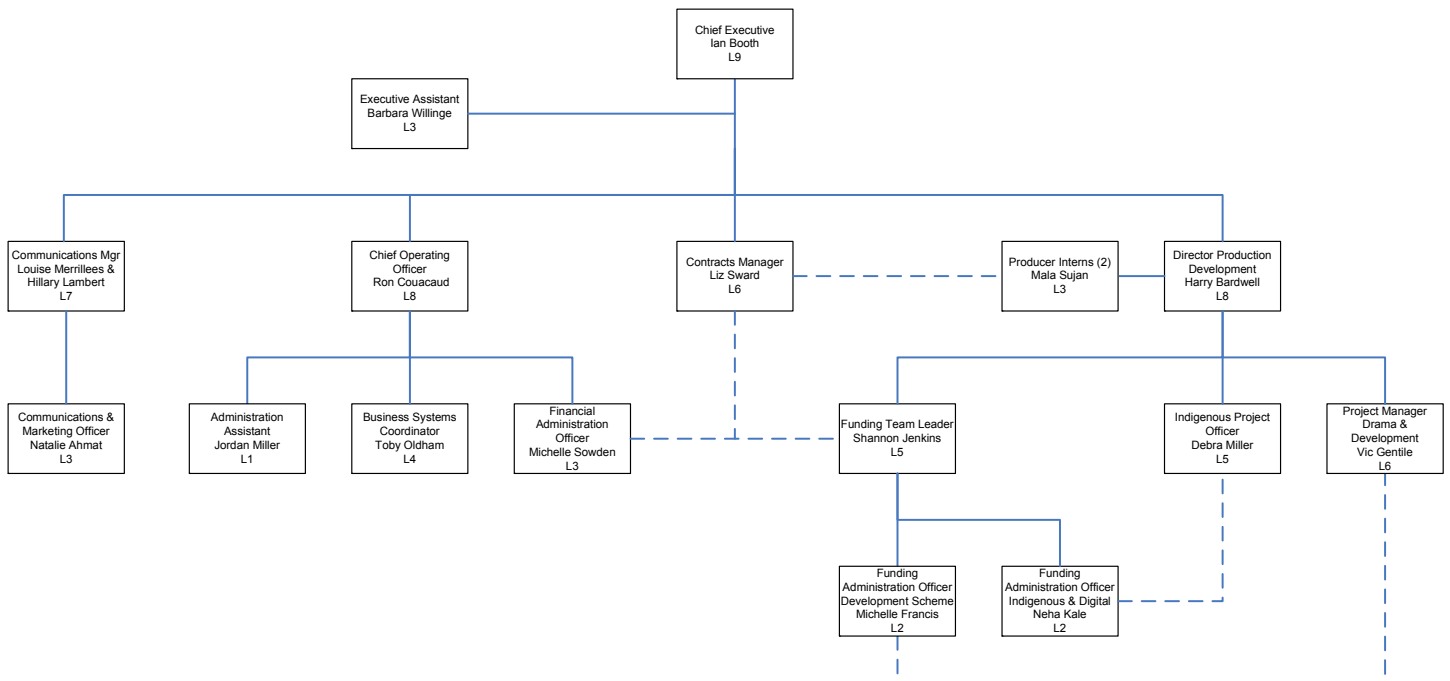 Chief Executive
Ian Booth
L9
Executive Assistant
Barbara Willinge
L3
Communications Mgr
Louise Merrillees &
Hillary Lambert
L7
Chief Operating
Officer
Ron Couacaud
L8
Contracts Manager
Liz Sward
L6
Producer Interns (2)
Mala Sujan
L3
Director Production
Development
Harry Bardwell
L8
Communications &
Marketing Officer
Natalie Ahmat
L3
Administration
Assistant
Jordan Miller
L1
Business Systems
Coordinator
Toby Oldham
L4
Financial
Administration
Officer
Michelle Sowden
L3
Funding Team Leader
Shannon Jenkins
L5
Indigenous Project
Officer
Debra Miller
L5
Project Manager
Drama &
Development
Vic Gentile
L6
Funding
Administration Officer
Development Scheme
Michelle Francis
L2
Funding
Administration Officer
Indigenous & Digital
Neha Kale
L2